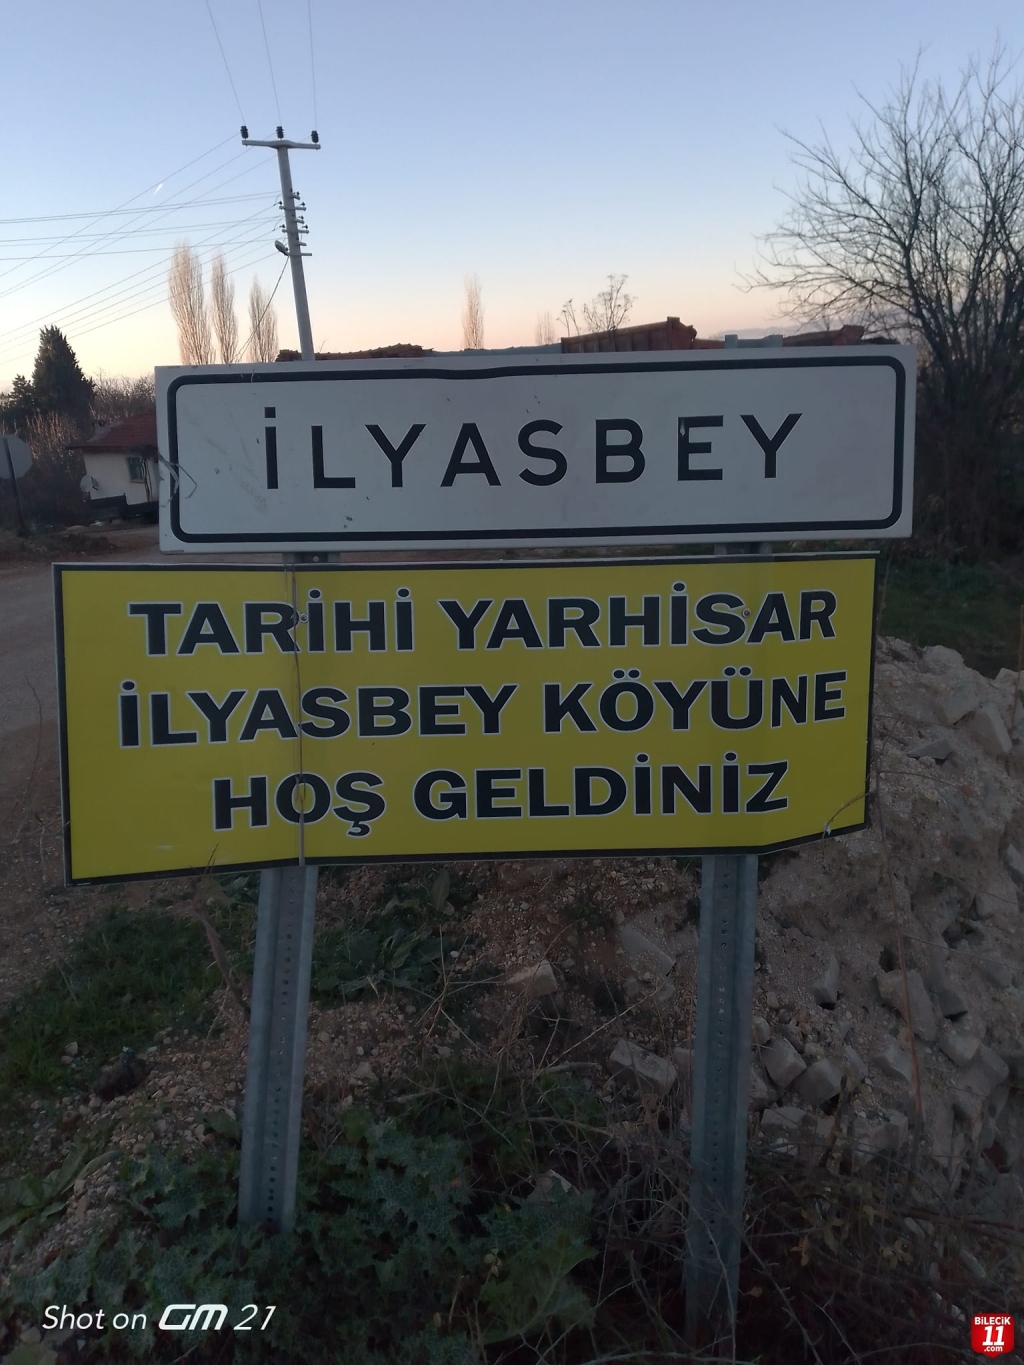 İLYASBEY
TARİHİ YARHİSAR
İLYASBEY KÖYÜNE
HOŞ GELDİNİZ
Shot on GM 21
BiLECiK
11
.com